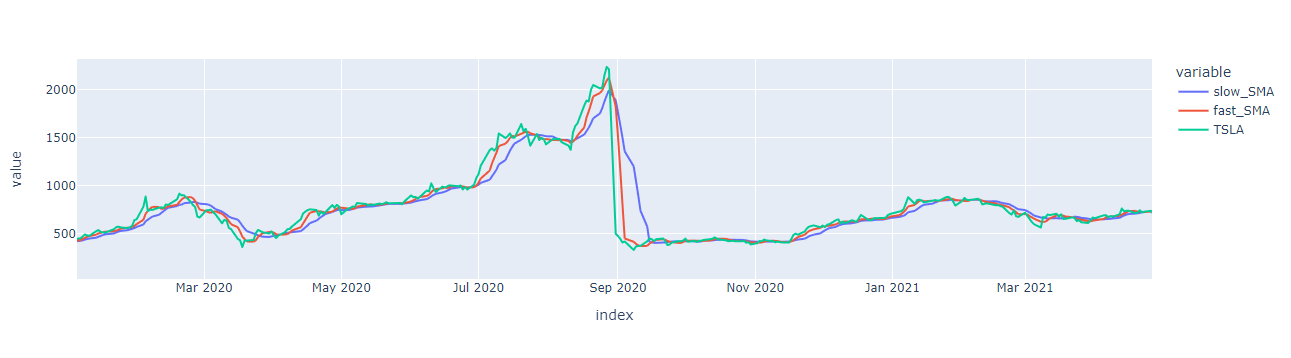 variable
slow_SMA
fast_SMA
TSLA
value
2000
1500
1000
500
Mar 2020 May 2020 Jul 2020 Sep 2020 Nov 2020 Jan 2021 Mar 2021
index